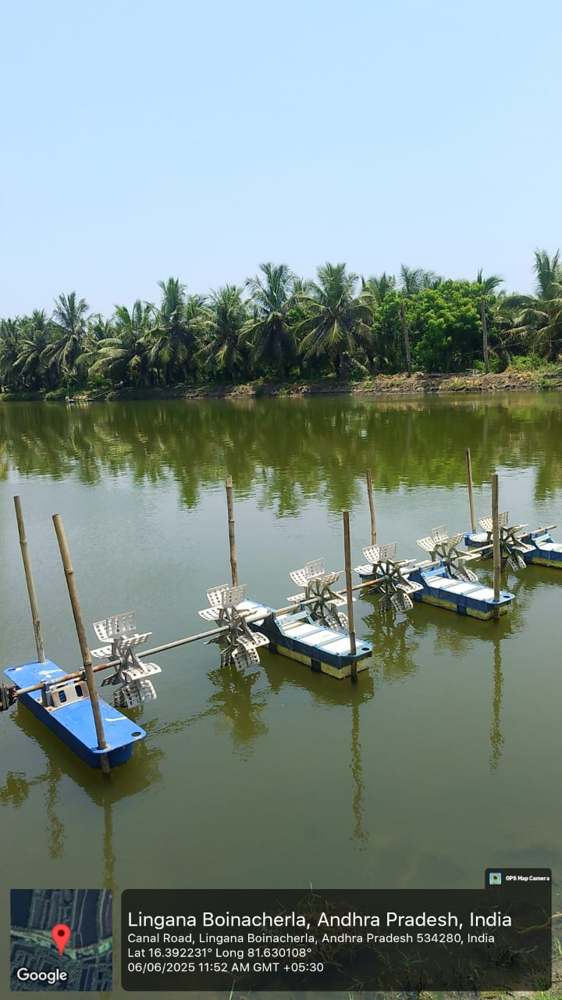 GPS Map Camera
Lingana Boinacherla, Andhra Pradesh, India
Canal Road, Lingana Boinacherla, Andhra Pradesh 534280, India
Lat 16.392231° Long 81.630108°
06/06/2025 11:52 AM GMT +05:30
Google